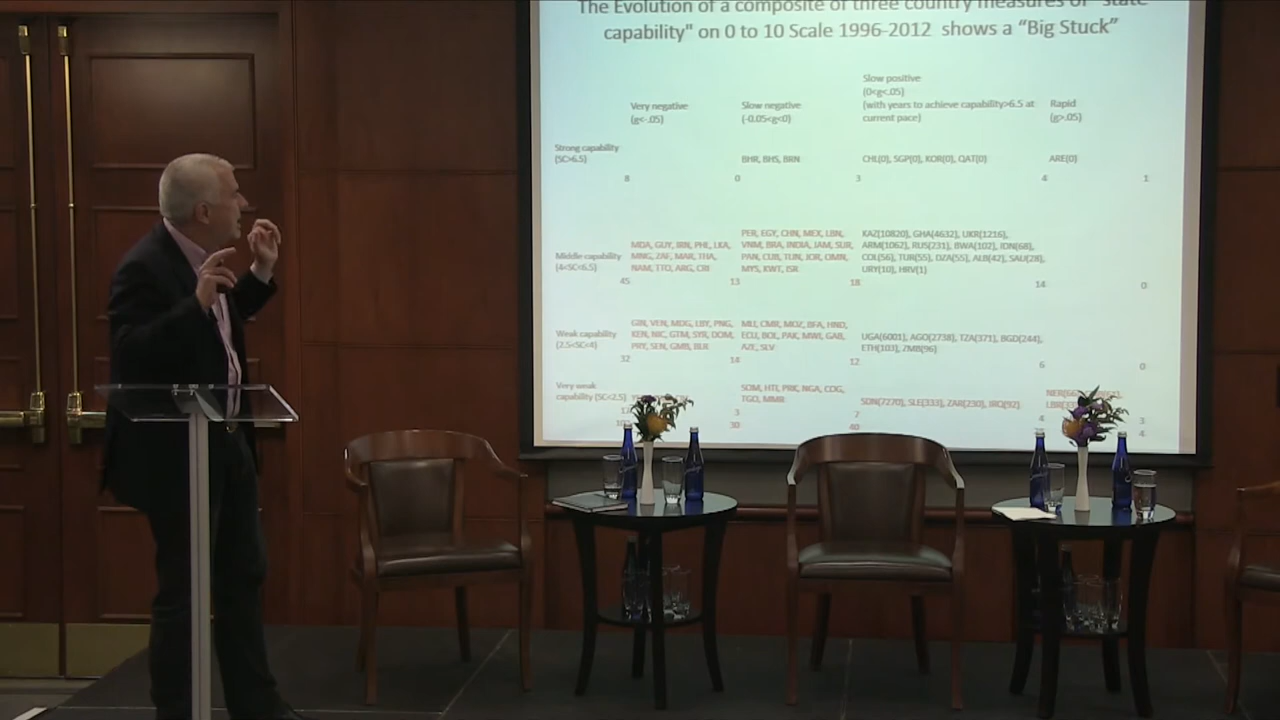 The Evolution of a composite of three country measures of "state
capability" on 0 to 10 Scale 1996-2012 shows a "Big Stuck"
Very negative
(g<-.05)
Slow negative
(-0.05<g<0)
Slow positive
(0<g<.05)
(with years to achieve capability>6.5 at
current pace)
Rapid
(g>.05)
Strong capability
(SC>6.5)
BHR, BHS, BRN
CHL(0), SGP(0), KOR(0), QAT(0)
ARE(0)
8
0
3
4
1
Middle capability
(4<SC<6.5)
MDA, GUY, IRN, PHL, LKA,
MNG, ZAF, MAR, THA,
NAM, TTO, ARG, CRI
PER, EGY, CHN, MEX, LBN,
VNM, BRA, INDIA, JAM, SUR,
PAN, CUB, TUN, JOR, OMN,
MYS, KWT, ISR
KAZ(10820), GHA(4632), UKR(1216),
ARM(1062), RUS(231), BWA(102), IDN(68),
COL(56), TUR(55), DZA(55), ALB(42), SAU(28),
URY(10), HRV(1)
45
13
18
14
0
Weak capability
(2.5<SC<4)
GIN, VEN, MDG, LBY, PNG,
KEN, NIC, GTM, SYR, DOM,
PRY, SEN, GMB, BLR
MLI, CMR, MOZ, BFA, HND,
ECU, BOL, PAK, MWI, GAB,
AZE, SLV
UGA(6001), AGO(2738), TZA(371), BGD(244),
ETH(103), ZMB(96)
32
14
12
6
0
Very weak
capability (SC<2.5)
SOM, HTI, PRK, NGA, COG,
TGO, MMR
SDN(7270), SLE(333), ZAR(230), IRQ(92)
3
7
4
3
30
40
4